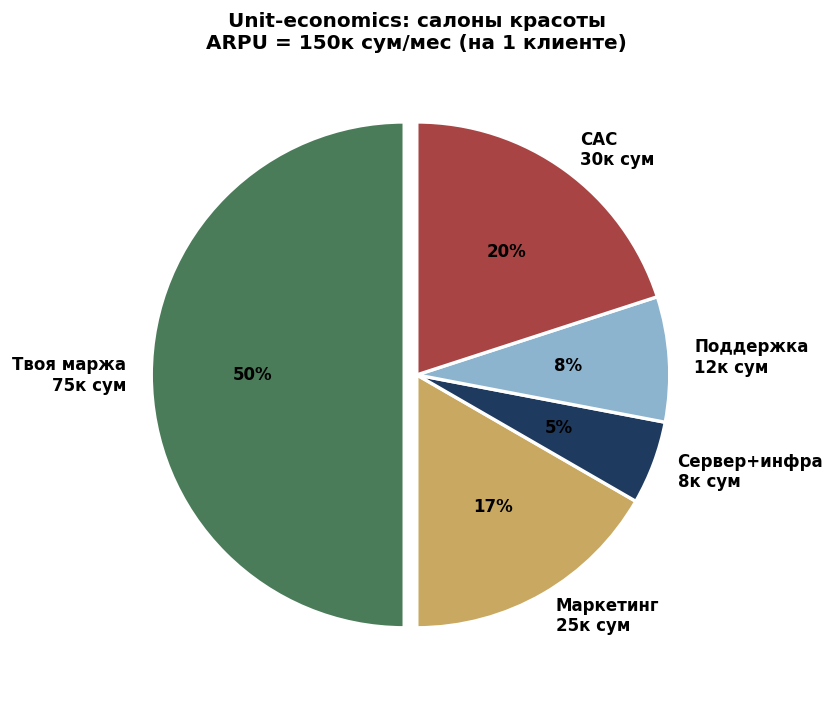 Unit-economics: салоны красоты
ARPU = 150к сум/мес (на 1 клиенте)
CAC
30к сум
20%
Поддержка
12к сум
8%
Твоя маржа
75к сум
50%
5%
Сервер+инфра
8к сум
17%
Маркетинг
25к сум